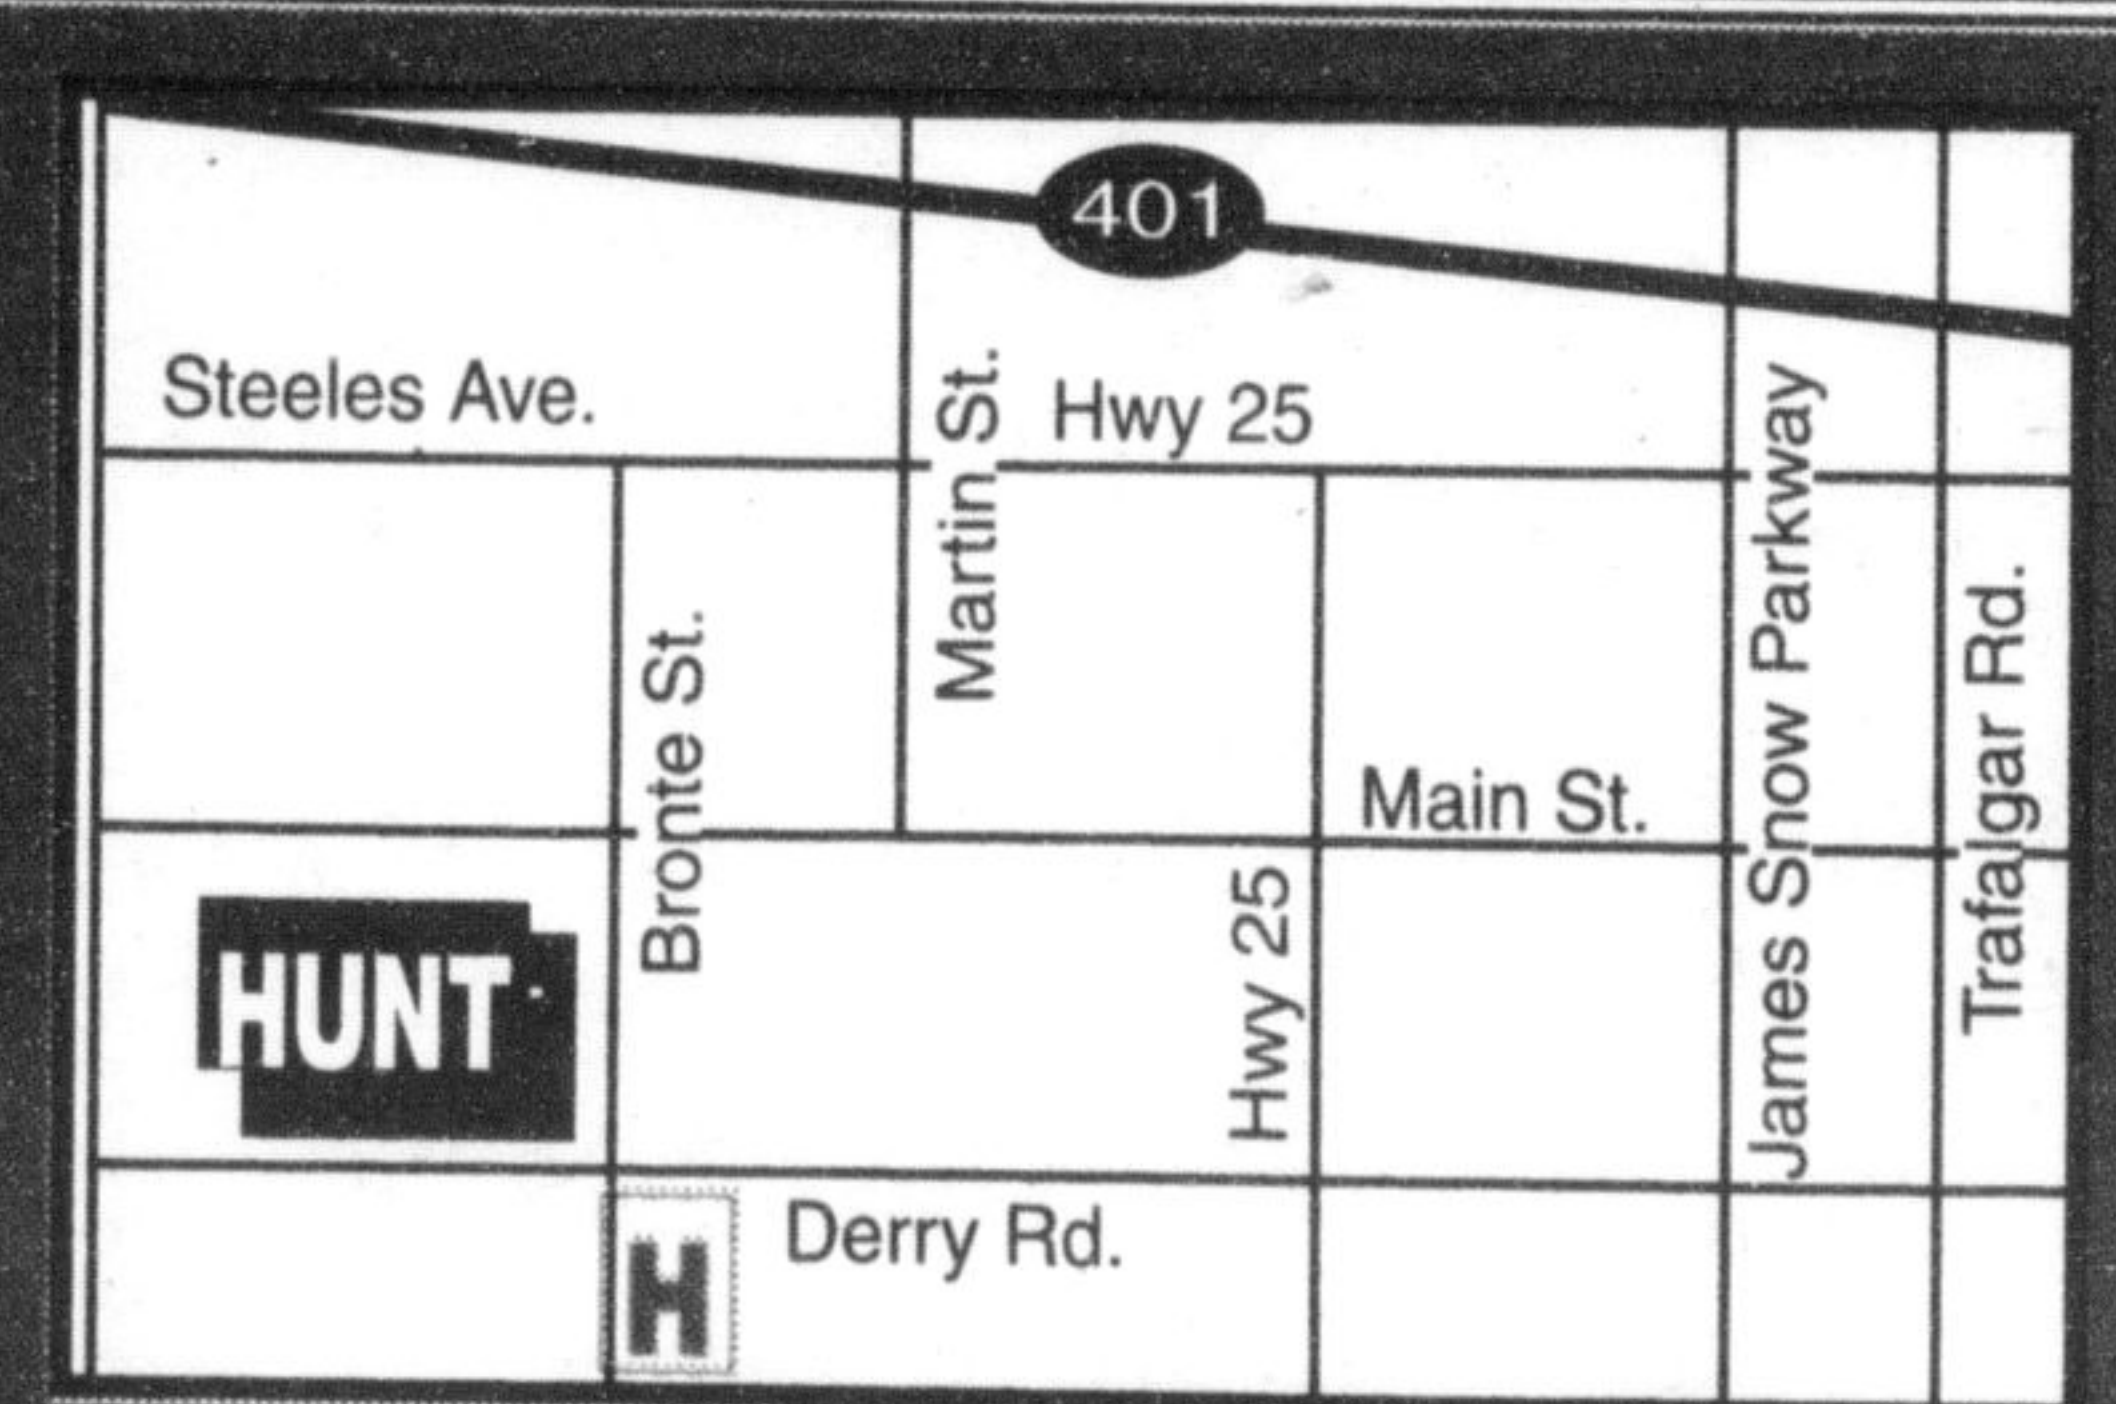 401
Steeles Ave.
Martin St.
Hwy 25
Bronte St.
Main St.
James Snow Parkway
Trafalgar Rd.
HUNT
Hwy 25
Derry Rd.
H